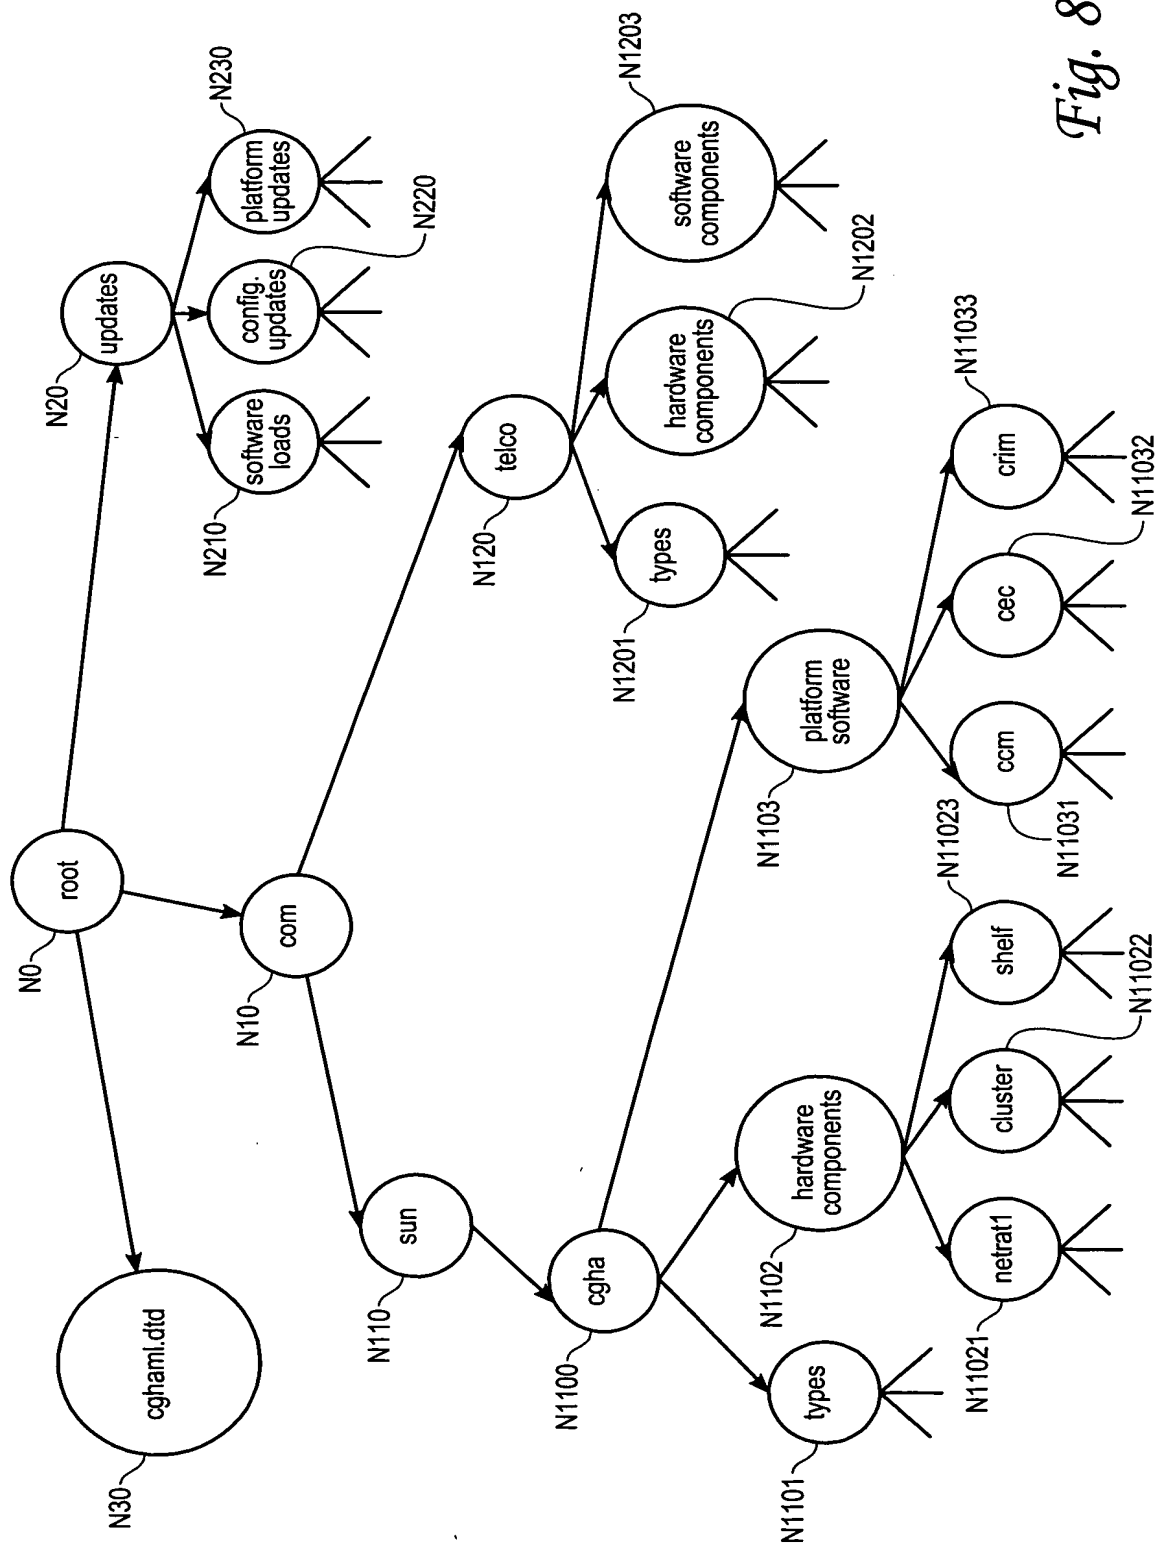 N0
root
N30
cghaml.dtd
N10
com
N20
updates
N210
software
loads
config.
updates
N220
platform
updates
N230
N110
sun
N120
telco
N1201
types
hardware
components
N1202
software
components
N1203
N1100
cgha
N1101
types
N1102
hardware
components
N1103
platform
software
N11021
netrat1
cluster
N11022
shelf
N11023
N11031
ccm
cec
N11032
crim
N11033
Fig. 8